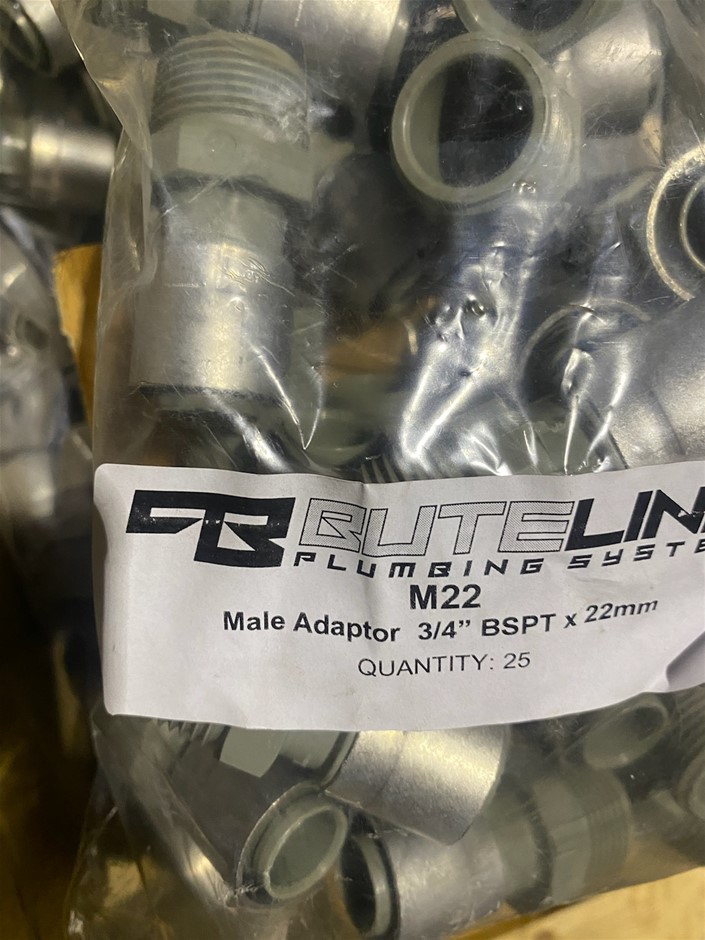 BUTELIN
PLUMBING SYSTE
M22
Male Adaptor 3/4” BSPT x 22mm
QUANTITY: 25